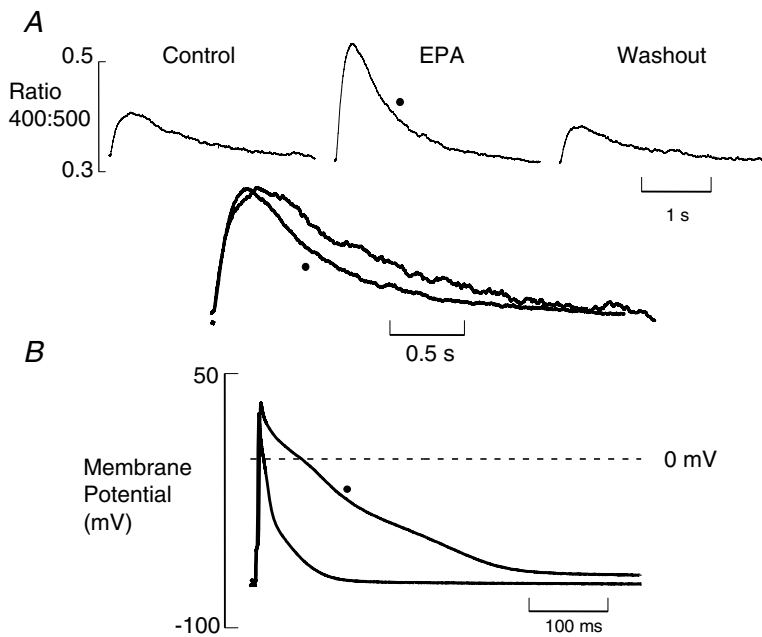 A
Control
EPA
Washout
0.5
Ratio
400:500
0.3
1 s
0.5 s
B
50
0 mV
Membrane
Potential
(mV)
-100
100 ms